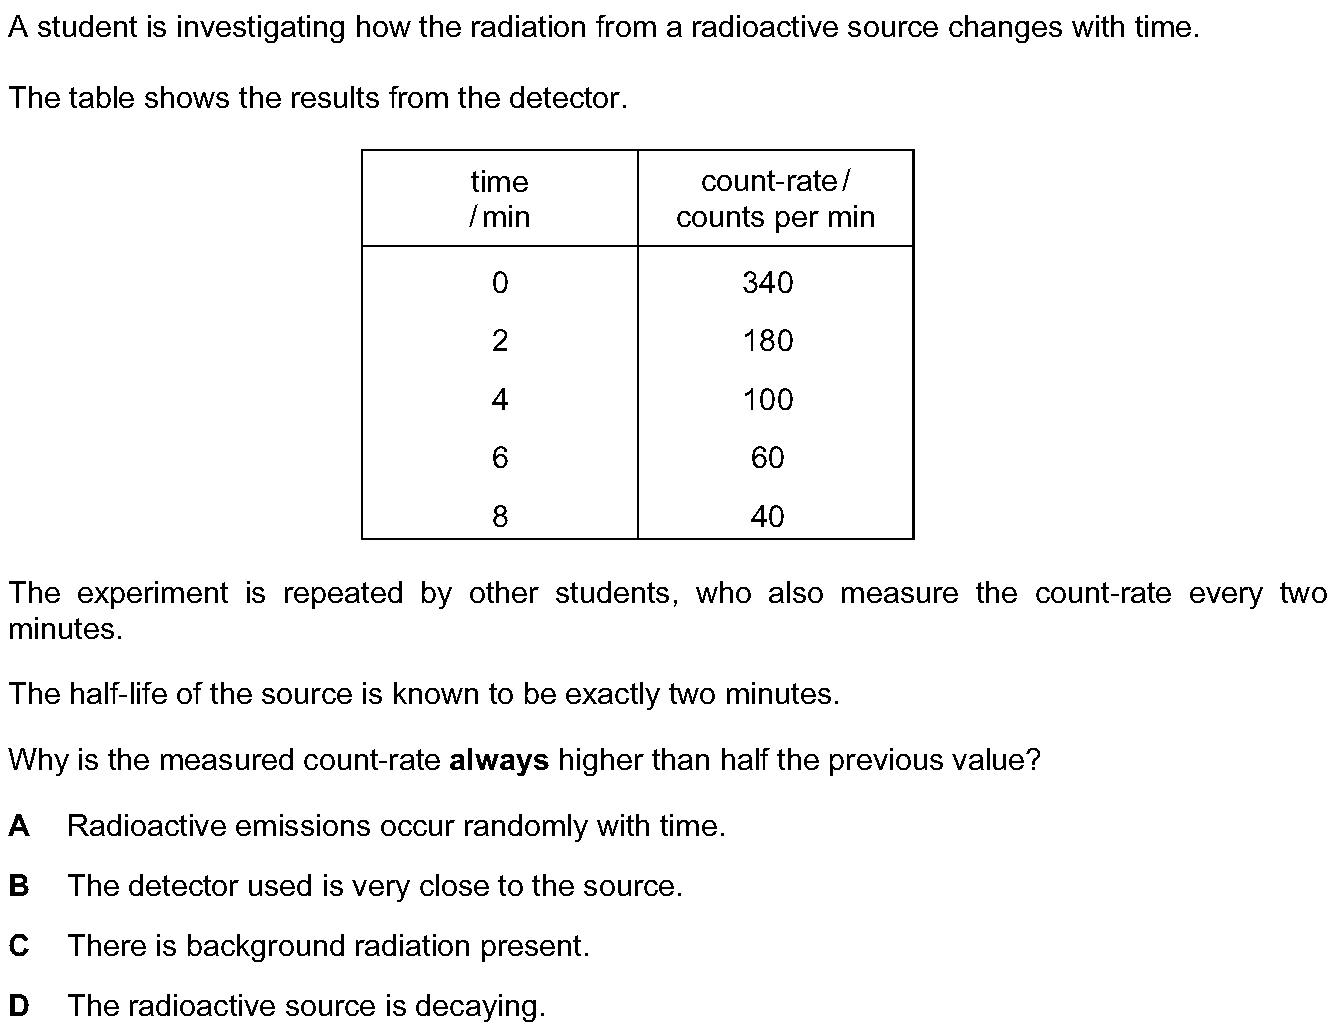 A student is investigating how the radiation from a radioactive source changes with time.
The table shows the results from the detector.
time / min
count-rate / counts per min
0 340
2 180
4 100
6 60
8 40
The experiment is repeated by other students, who also measure the count-rate every two
minutes.
The half-life of the source is known to be exactly two minutes.
Why is the measured count-rate always higher than half the previous value?
A Radioactive emissions occur randomly with time.
B The detector used is very close to the source.
C There is background radiation present.
D The radioactive source is decaying.